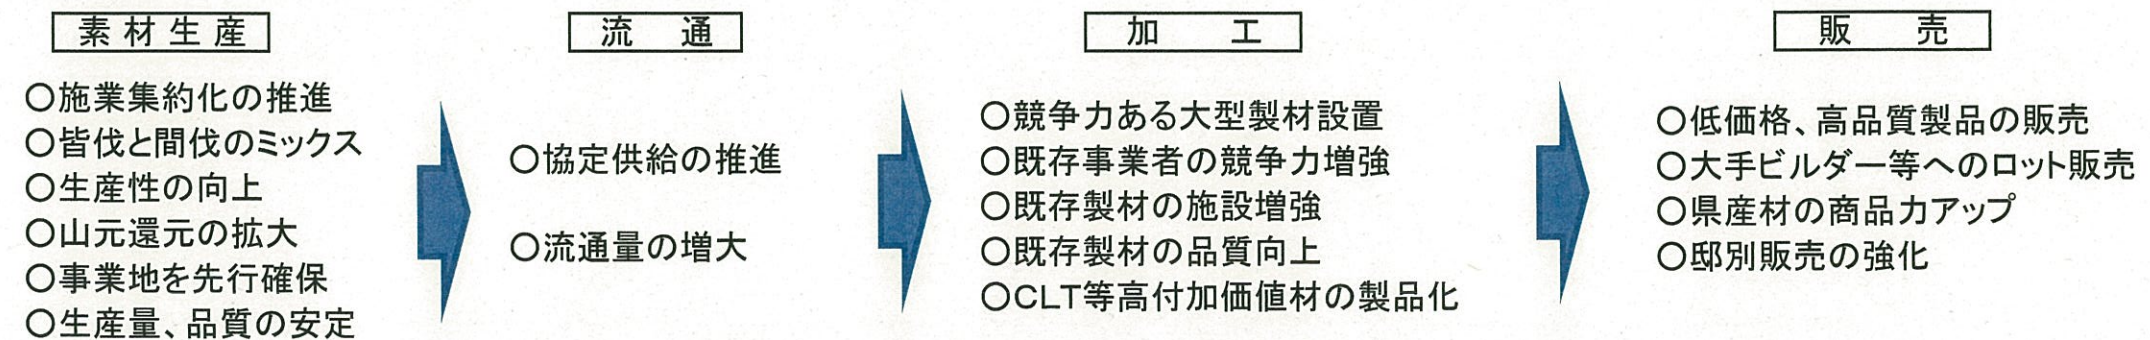 素材生産
○施業集約化の推進
○皆伐と間伐のミックス
○生産性の向上
○山元還元の拡大
○事業地を先行確保
○生産量、品質の安定
流通
○協定供給の推進
○流通量の増大
加工
○競争力ある大型製材設置
○既存事業者の競争力増強
○既存製材の施設増強
○既存製材の品質向上
○CLT等高付加価値材の製品化
販売
○低価格、高品質製品の販売
○大手ビルダー等へのロット販売
○県産材の商品力アップ
○邸別販売の強化